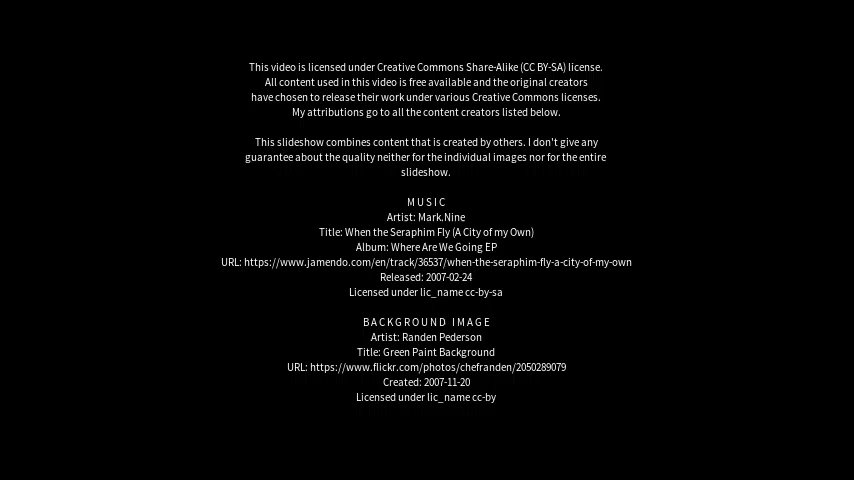 This video is licensed under Creative Commons Share-Alike (CC BY-SA) license.
All content used in this video is free available and the original creators
have chosen to release their work under various Creative Commons licenses.
My attributions go to all the content creators listed below.
This slideshow combines content that is created by others. I don't give any
guarantee about the quality neither for the individual images nor for the entire
slideshow.
M U S I C
Artist: Mark.Nine
Title: When the Seraphim Fly (A City of my Own)
Album: Where Are We Going EP
URL: https://www.jamendo.com/en/track/36537/when-the-seraphim-fly-a-city-of-my-own
Released: 2007-02-24
Licensed under lic_name cc-by-sa
B A C K G R O U N D   I M A G E
Artist: Randen Pederson
Title: Green Paint Background
URL: https://www.flickr.com/photos/chefranden/2050289079
Created: 2007-11-20
Licensed under lic_name cc-by